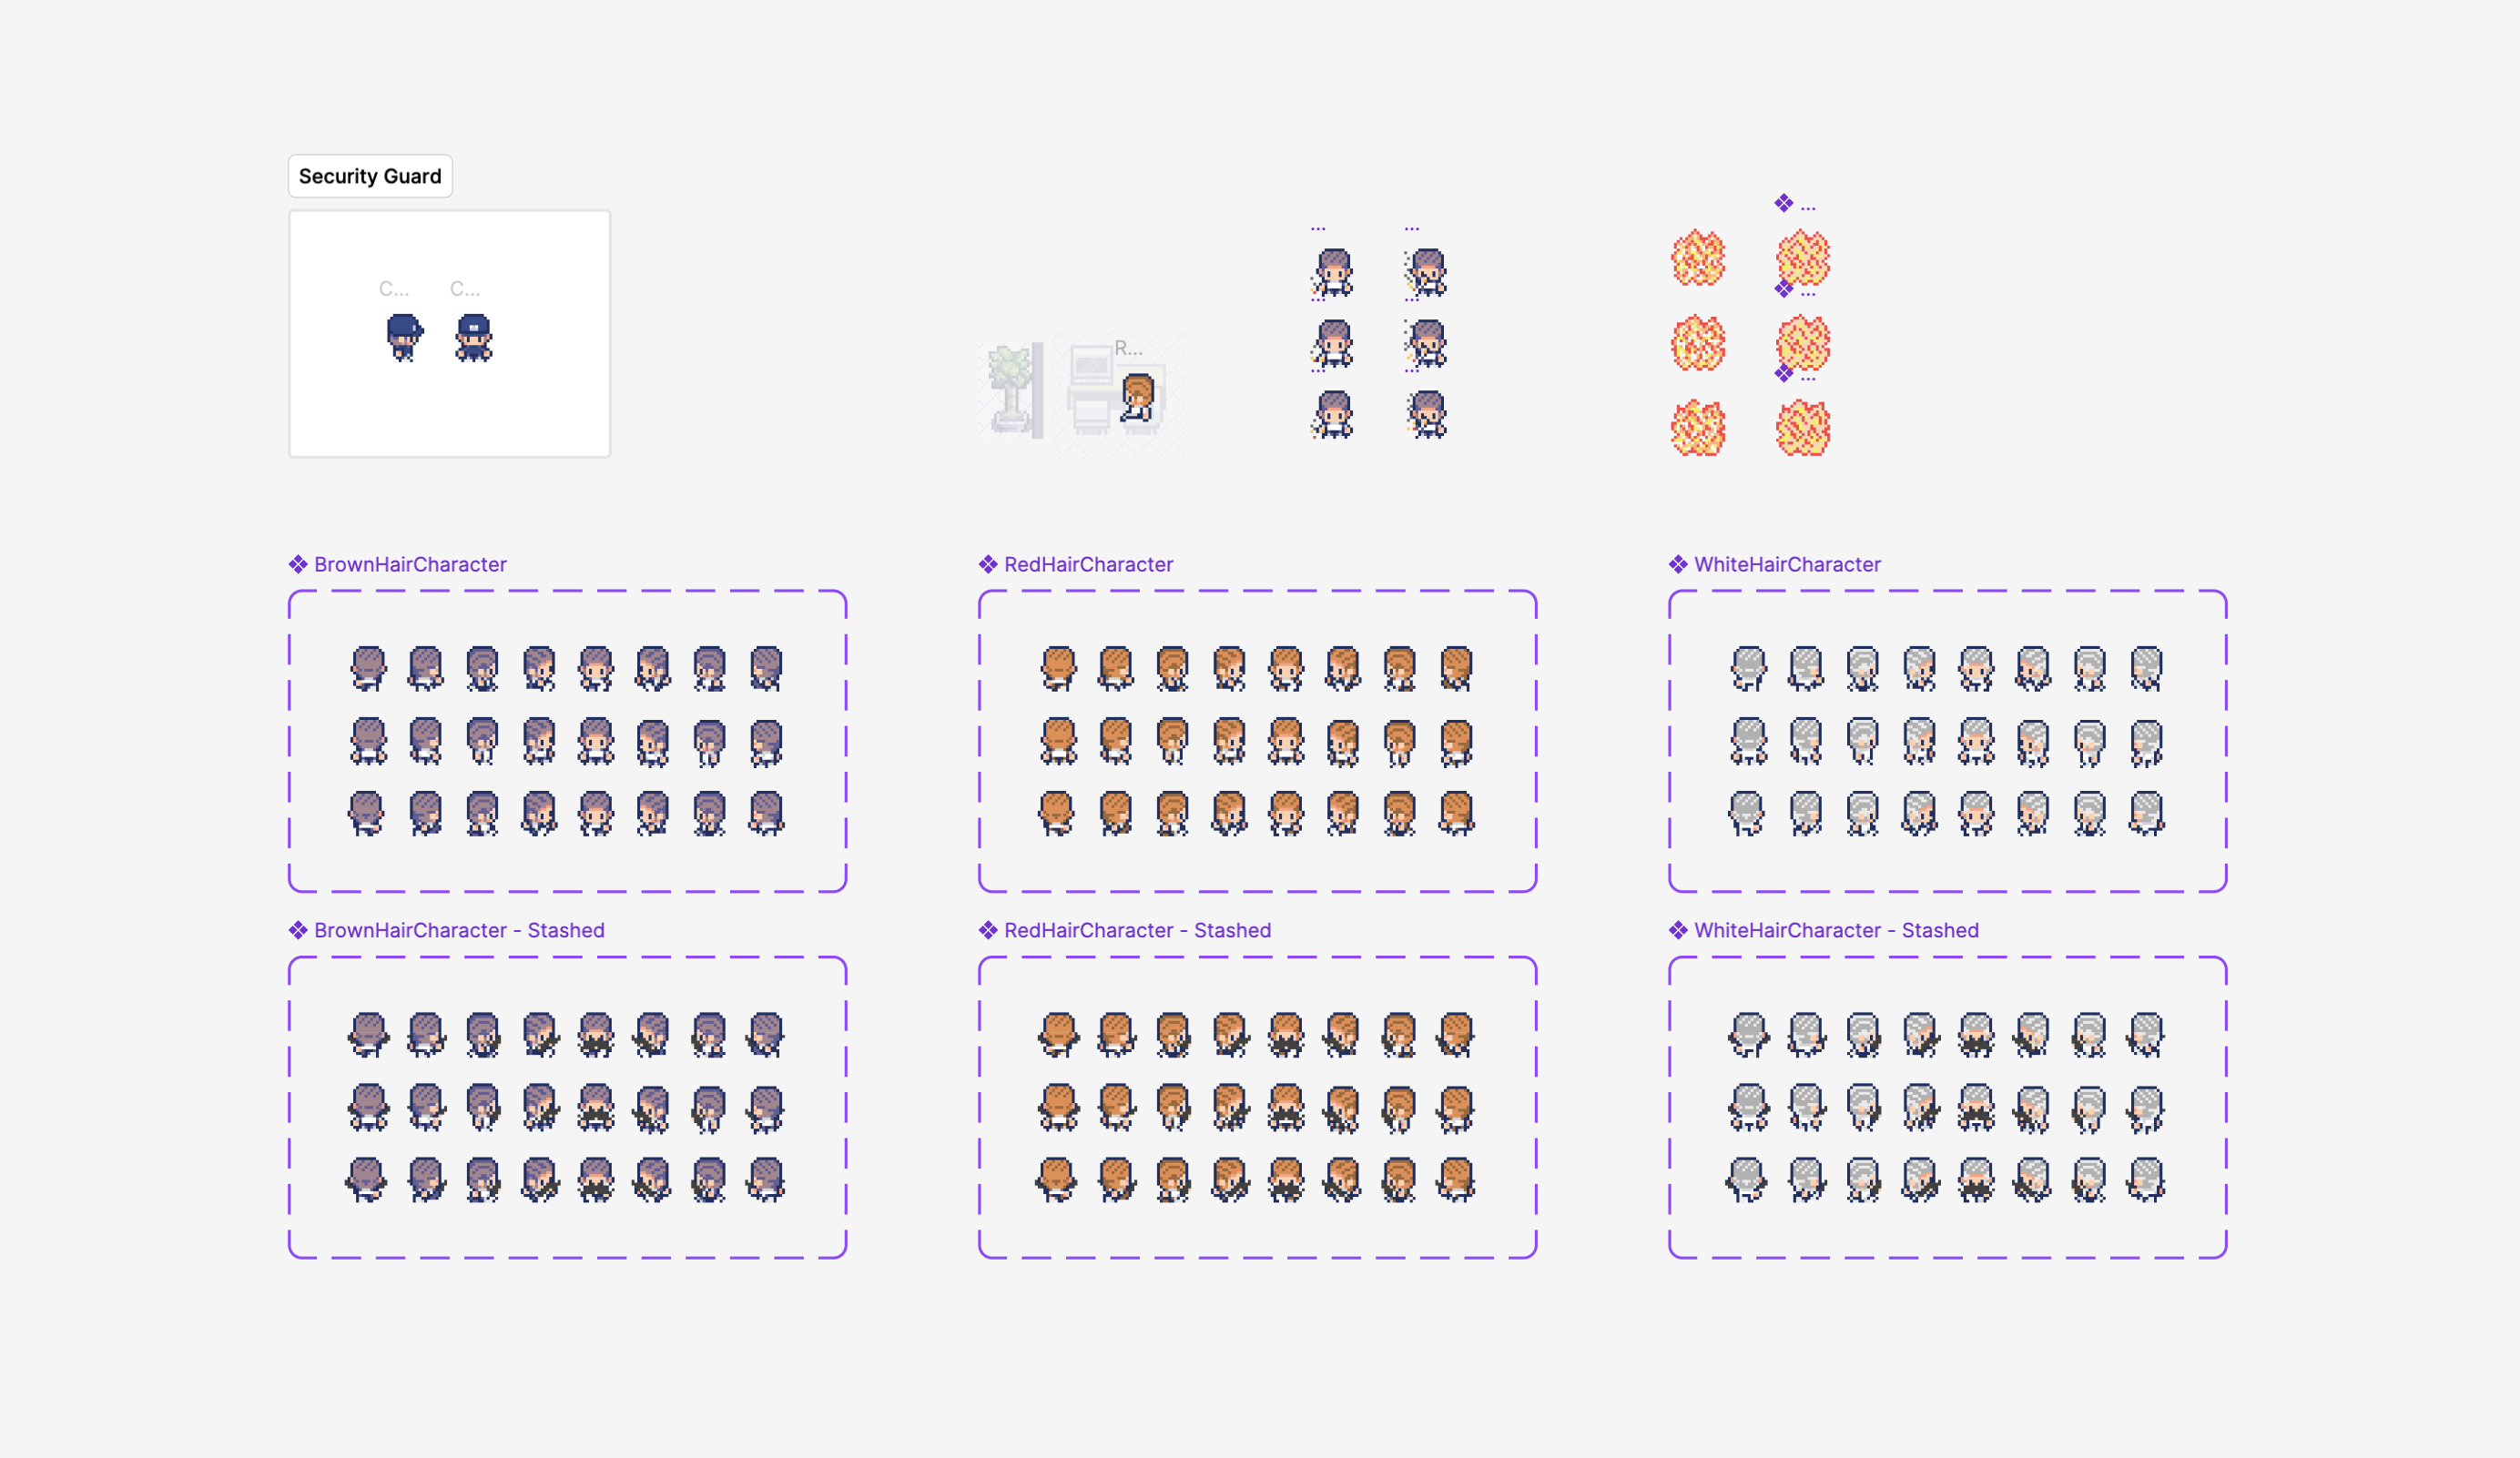 Security Guard
C...
C...
R...
...
...
...
...
...
...
...
...
...
BrownHairCharacter
RedHairCharacter
WhiteHairCharacter
BrownHairCharacter - Stashed
RedHairCharacter - Stashed
WhiteHairCharacter - Stashed